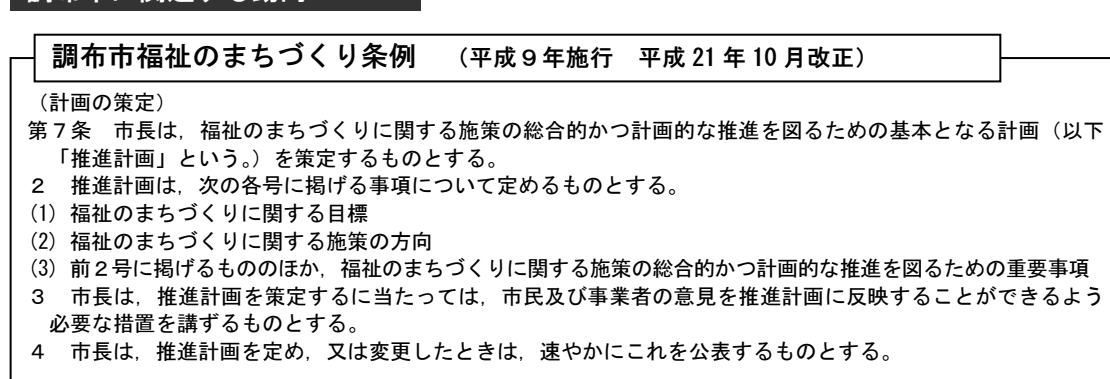 調布市福祉のまちづくり条例 （平成９年施行 平成 21 年 10 月改正）
（計画の策定）
第７条 市長は，福祉のまちづくりに関する施策の総合的かつ計画的な推進を図るための基本となる計画（以下
「推進計画」という。）を策定するものとする。
２ 推進計画は，次の各号に掲げる事項について定めるものとする。
(1) 福祉のまちづくりに関する目標
(2) 福祉のまちづくりに関する施策の方向
(3) 前２号に掲げるもののほか，福祉のまちづくりに関する施策の総合的かつ計画的な推進を図るための重要事項
３ 市長は，推進計画を策定するに当たっては，市民及び事業者の意見を推進計画に反映することができるよう
必要な措置を講ずるものとする。
４ 市長は，推進計画を定め，又は変更したときは，速やかにこれを公表するものとする。